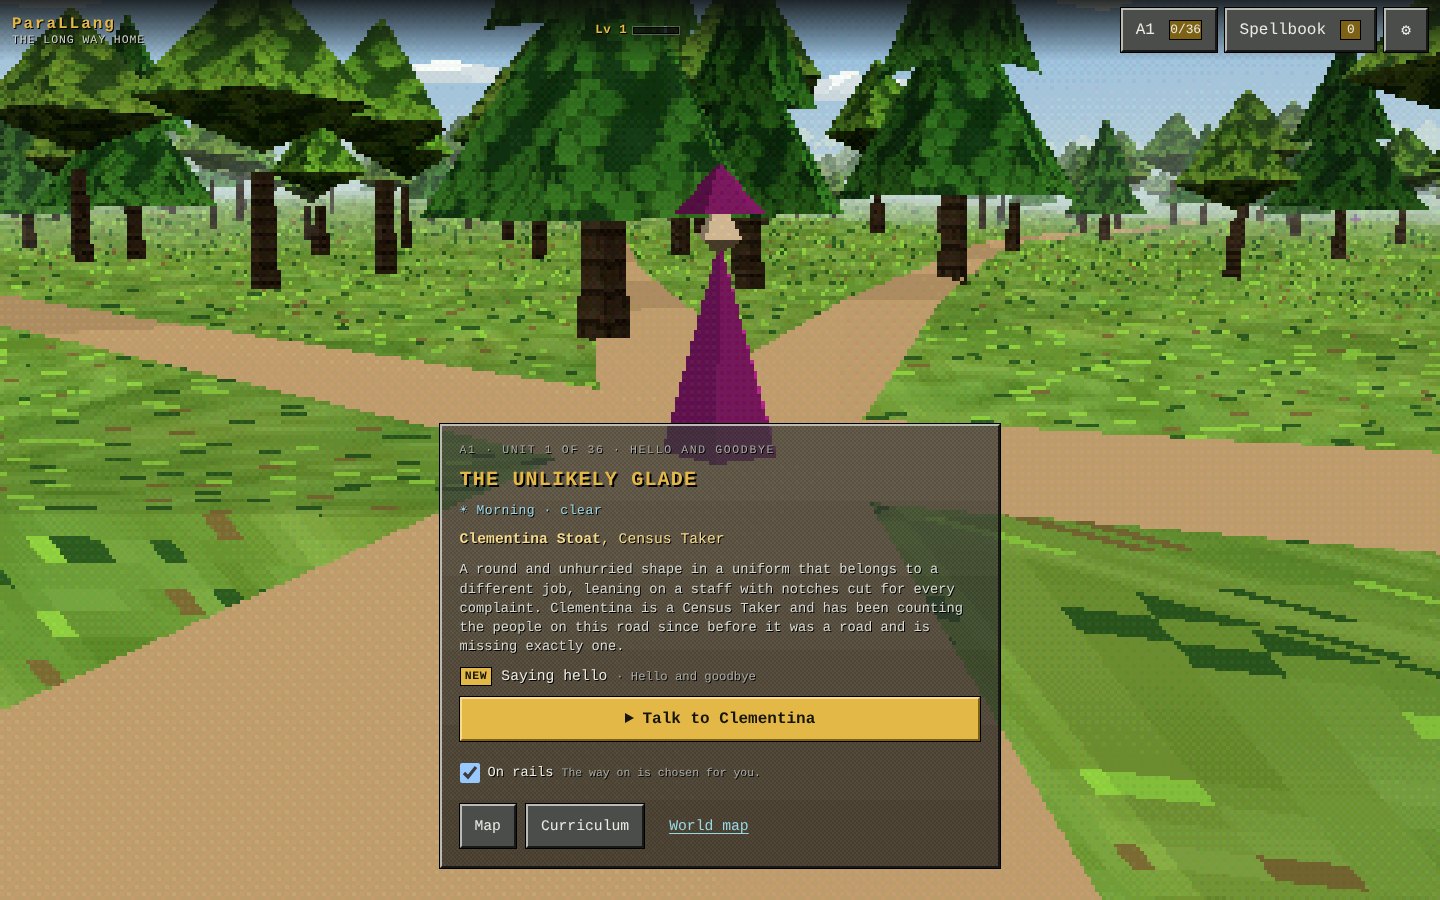 ParaLLang
THE LONG WAY HOME
Lv 1
A1 0/36
Spellbook 0
A1 · UNIT 1 OF 36 · HELLO AND GOODBYE
THE UNLIKELY GLADE
☀ Morning · clear
Clementina Stoat, Census Taker
A round and unhurried shape in a uniform that belongs to a
different job, leaning on a staff with notches cut for every
complaint. Clementina is a Census Taker and has been counting
the people on this road since before it was a road and is
missing exactly one.
NEW Saying hello · Hello and goodbye
▶ Talk to Clementina
On rails The way on is chosen for you.
Map
Curriculum
World map